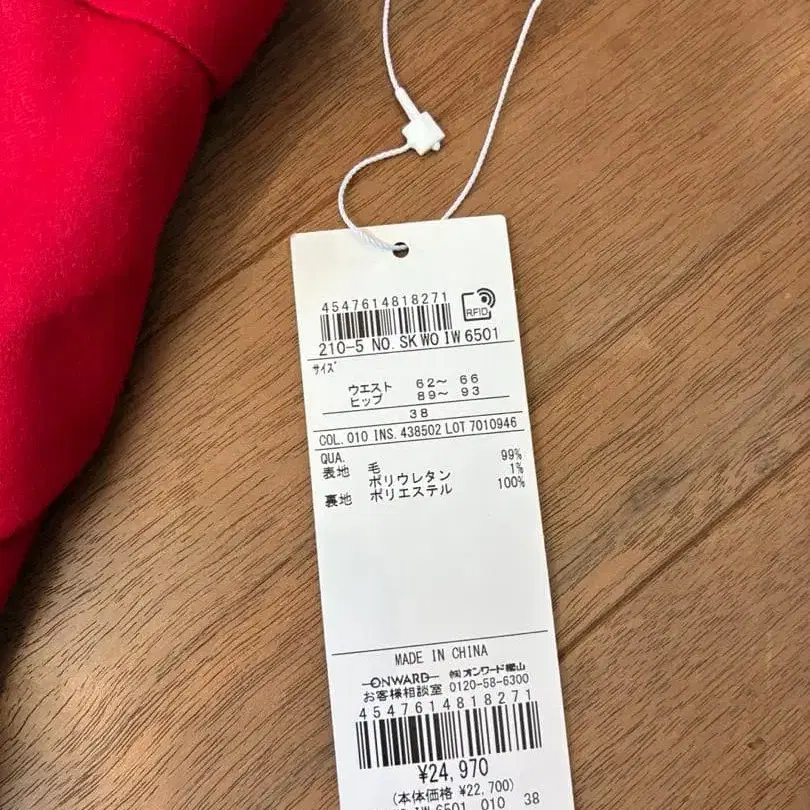 4547614818271
RFID
210-5 NO. SKWOIW6501
サイズ
ウエスト 62～ 66
ヒップ 89～ 93
38
COL. 010 INS. 438502 LOT 7010946
QUA.
表地 毛 99%
ポリウレタン 1%
裏地 ポリエステル 100%
MADE IN CHINA
ONWARD ㈱オンワード樫山
お客様相談室 0120-58-6300
4547614818271
¥24,970
(本体価格 ¥22,700)
IW 6501 010 38